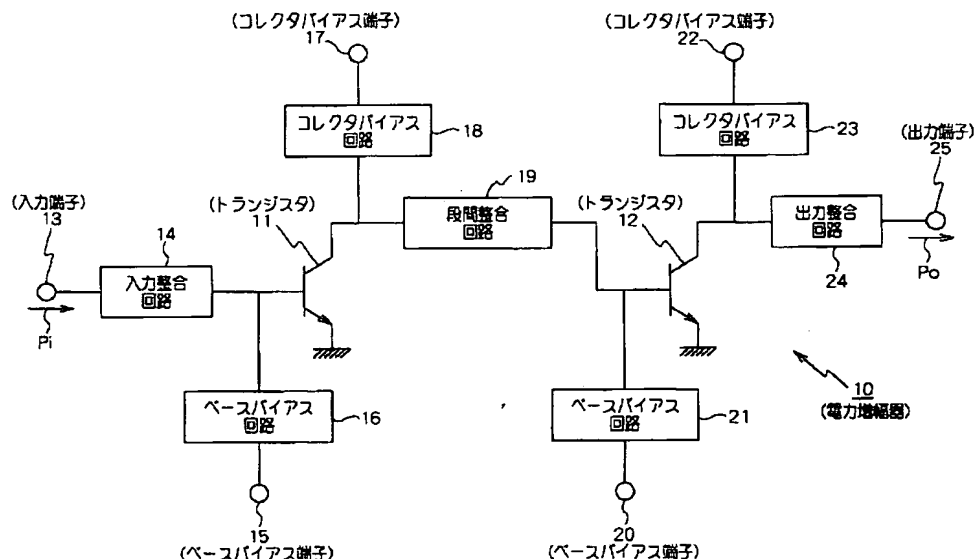 (コレクタバイアス端子)
17
(コレクタバイアス端子)
22
コレクタバイアス
回路
18
コレクタバイアス
回路
23
(出力端子)
25
(入力端子)
13
14
入力整合
回路
Pi
(トランジスタ)
11
19
段間整合
回路
(トランジスタ)
12
出力整合
回路
24
Po
ベースバイアス
回路
16
ベースバイアス
回路
21
10
(電力増幅器)
15
(ベースバイアス端子)
20
(ベースバイアス端子)